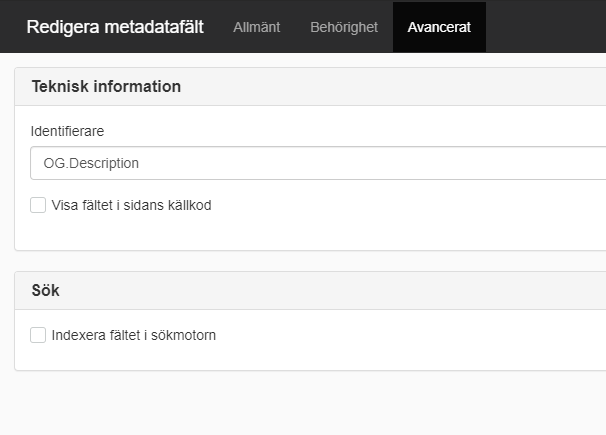 Redigera metadatafält Allmänt Behörighet Avancerat
Teknisk information
Identifierare
OG.Description
Visa fältet i sidans källkod
Sök
Indexera fältet i sökmotorn